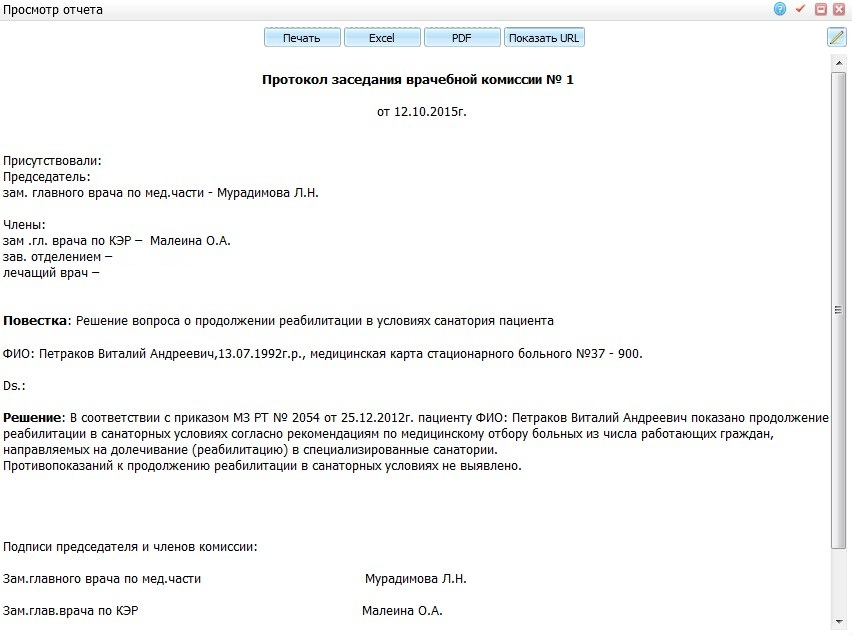 Просмотр отчета
Печать
Excel
PDF
Показать URL
Протокол заседания врачебной комиссии № 1
от 12.10.2015г.
Присутствовали:
Председатель:
зам. главного врача по мед.части - Мурадимова Л.Н.
Члены:
зам .гл. врача по КЭР – Малеина О.А.
зав. отделением –
лечащий врач –
Повестка: Решение вопроса о продолжении реабилитации в условиях санатория пациента
ФИО: Петраков Виталий Андреевич,13.07.1992г.р., медицинская карта стационарного больного №37 - 900.
Ds.:
Решение: В соответствии с приказом МЗ РТ № 2054 от 25.12.2012г. пациенту ФИО: Петраков Виталий Андреевич показано продолжение
реабилитации в санаторных условиях согласно рекомендациям по медицинскому отбору больных из числа работающих граждан,
направляемых на долечивание (реабилитацию) в специализированные санатории.
Противопоказаний к продолжению реабилитации в санаторных условиях не выявлено.
Подписи председателя и членов комиссии:
Зам.главного врача по мед.части Мурадимова Л.Н.
Зам.глав.врача по КЭР Малеина О.А.